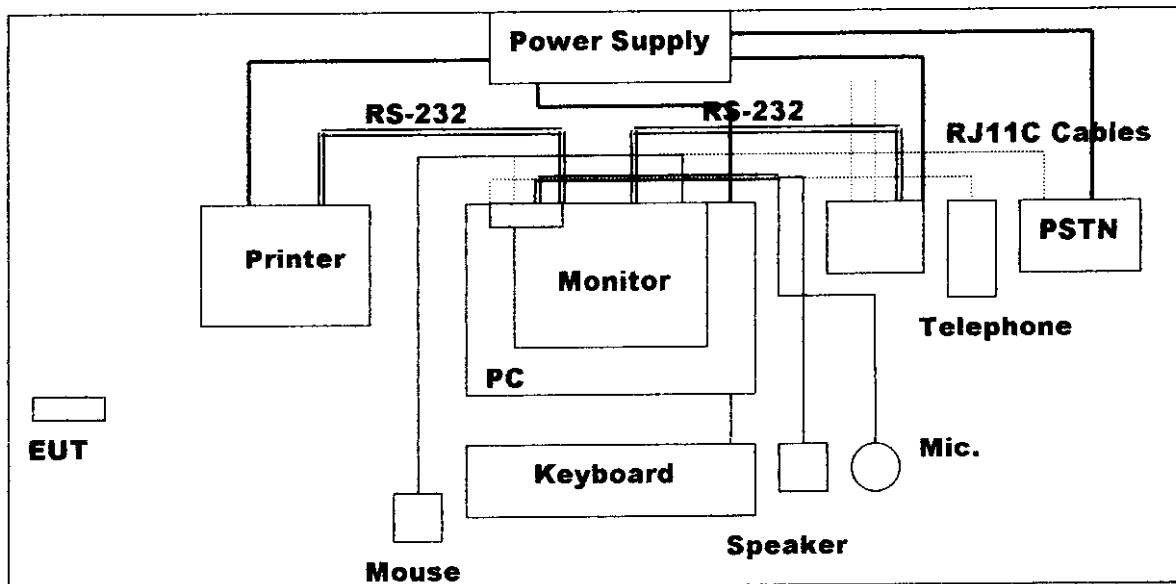 Power Supply
RS-232
RS-232
RJ11C Cables
Printer
Monitor
PSTN
Telephone
PC
EUT
Keyboard
Mic.
Speaker
Mouse